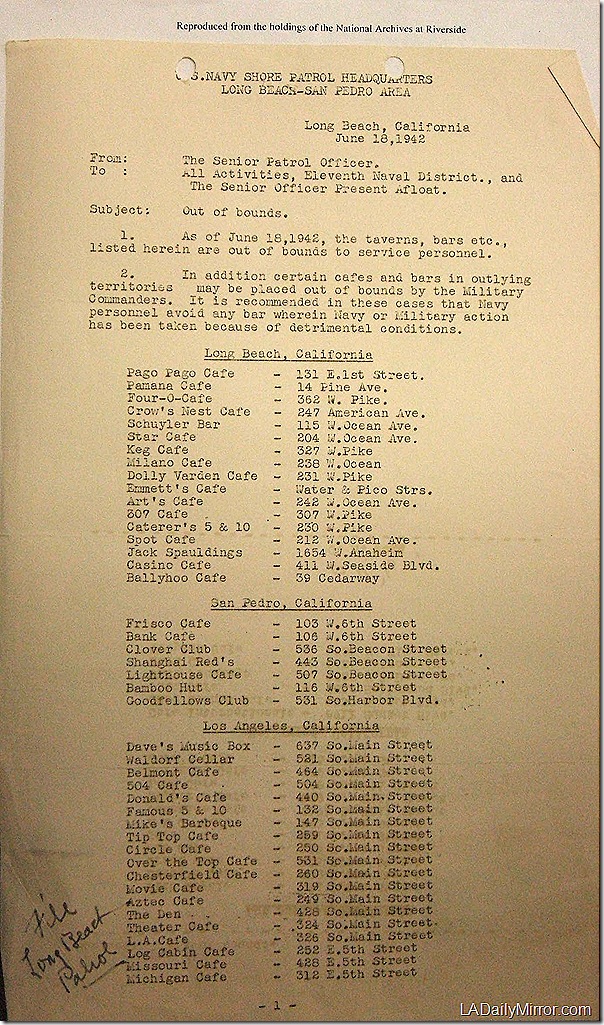 Reproduced from the holdings of the National Archives at Riverside
U.S.NAVY SHORE PATROL HEADQUARTERS
LONG BEACH-SAN PEDRO AREA
Long Beach, California
June 18,1942
From: The Senior Patrol Officer.
To : All Activities, Eleventh Naval District., and
The Senior Officer Present Afloat.
Subject: Out of bounds.
1. As of June 18,1942, the taverns, bars etc.,
listed herein are out of bounds to service personnel.
2. In addition certain cafes and bars in outlying
territories may be placed out of bounds by the Military
Commanders. It is recommended in these cases that Navy
personnel avoid any bar wherein Navy or Military action
has been taken because of detrimental conditions.
Long Beach, California
Pago Pago Cafe - 131 E.1st Street.
Pamana Cafe - 14 Pine Ave.
Four-O-Cafe - 362 W. Pike.
Crow's Nest Cafe - 247 American Ave.
Schuyler Bar - 115 W.Ocean Ave.
Star Cafe - 204 W.Ocean Ave.
Keg Cafe - 327 W.Pike
Milano Cafe - 238 W.Ocean
Dolly Varden Cafe - 231 W.Pike
Emmett's Cafe - Water & Pico Strs.
Art's Cafe - 242 W.Ocean Ave.
307 Cafe - 307 W.Pike
Caterer's 5 & 10 - 230 W.Pike
Spot Cafe - 212 W.Ocean Ave.
Jack Spauldings - 1654 W.Anaheim
Casino Cafe - 411 W.Seaside Blvd.
Ballyhoo Cafe - 39 Cedarway
San Pedro, California
Frisco Cafe - 103 W.6th Street
Bank Cafe - 106 W.6th Street
Clover Club - 536 So.Beacon Street
Shanghai Red's - 443 So.Beacon Street
Lighthouse Cafe - 507 So.Beacon Street
Bamboo Hut - 116 W.6th Street
Goodfellows Club - 531 So.Harbor Blvd.
Los Angeles, California
Dave's Music Box - 637 So.Main Street
Waldorf Cellar - 521 So.Main Street
Belmont Cafe - 464 So.Main Street
504 Cafe - 504 So.Main Street
Donald's Cafe - 440 So.Main.Street
Famous 5 & 10 - 132 So.Main Street
Mike's Barbeque - 147 So.Main Street
Tip Top Cafe - 259 So.Main Street
Circle Cafe - 250 So.Main Street
Over the Top Cafe - 531 So.Main Street
Chesterfield Cafe - 260 So.Main Street
Movie Cafe - 319 So.Main Street
Aztec Cafe - 249 So.Main Street
The Den - 428 So.Main Street
Theater Cafe - 324 So.Main Street
L.A.Cafe - 326 So.Main Street
Log Cabin Cafe - 252 E.5th Street
Missouri Cafe - 428 E.5th Street
Michigan Cafe - 312 E.5th Street
File
Long Beach
Patrol
- 1 -
LADailyMirror.com